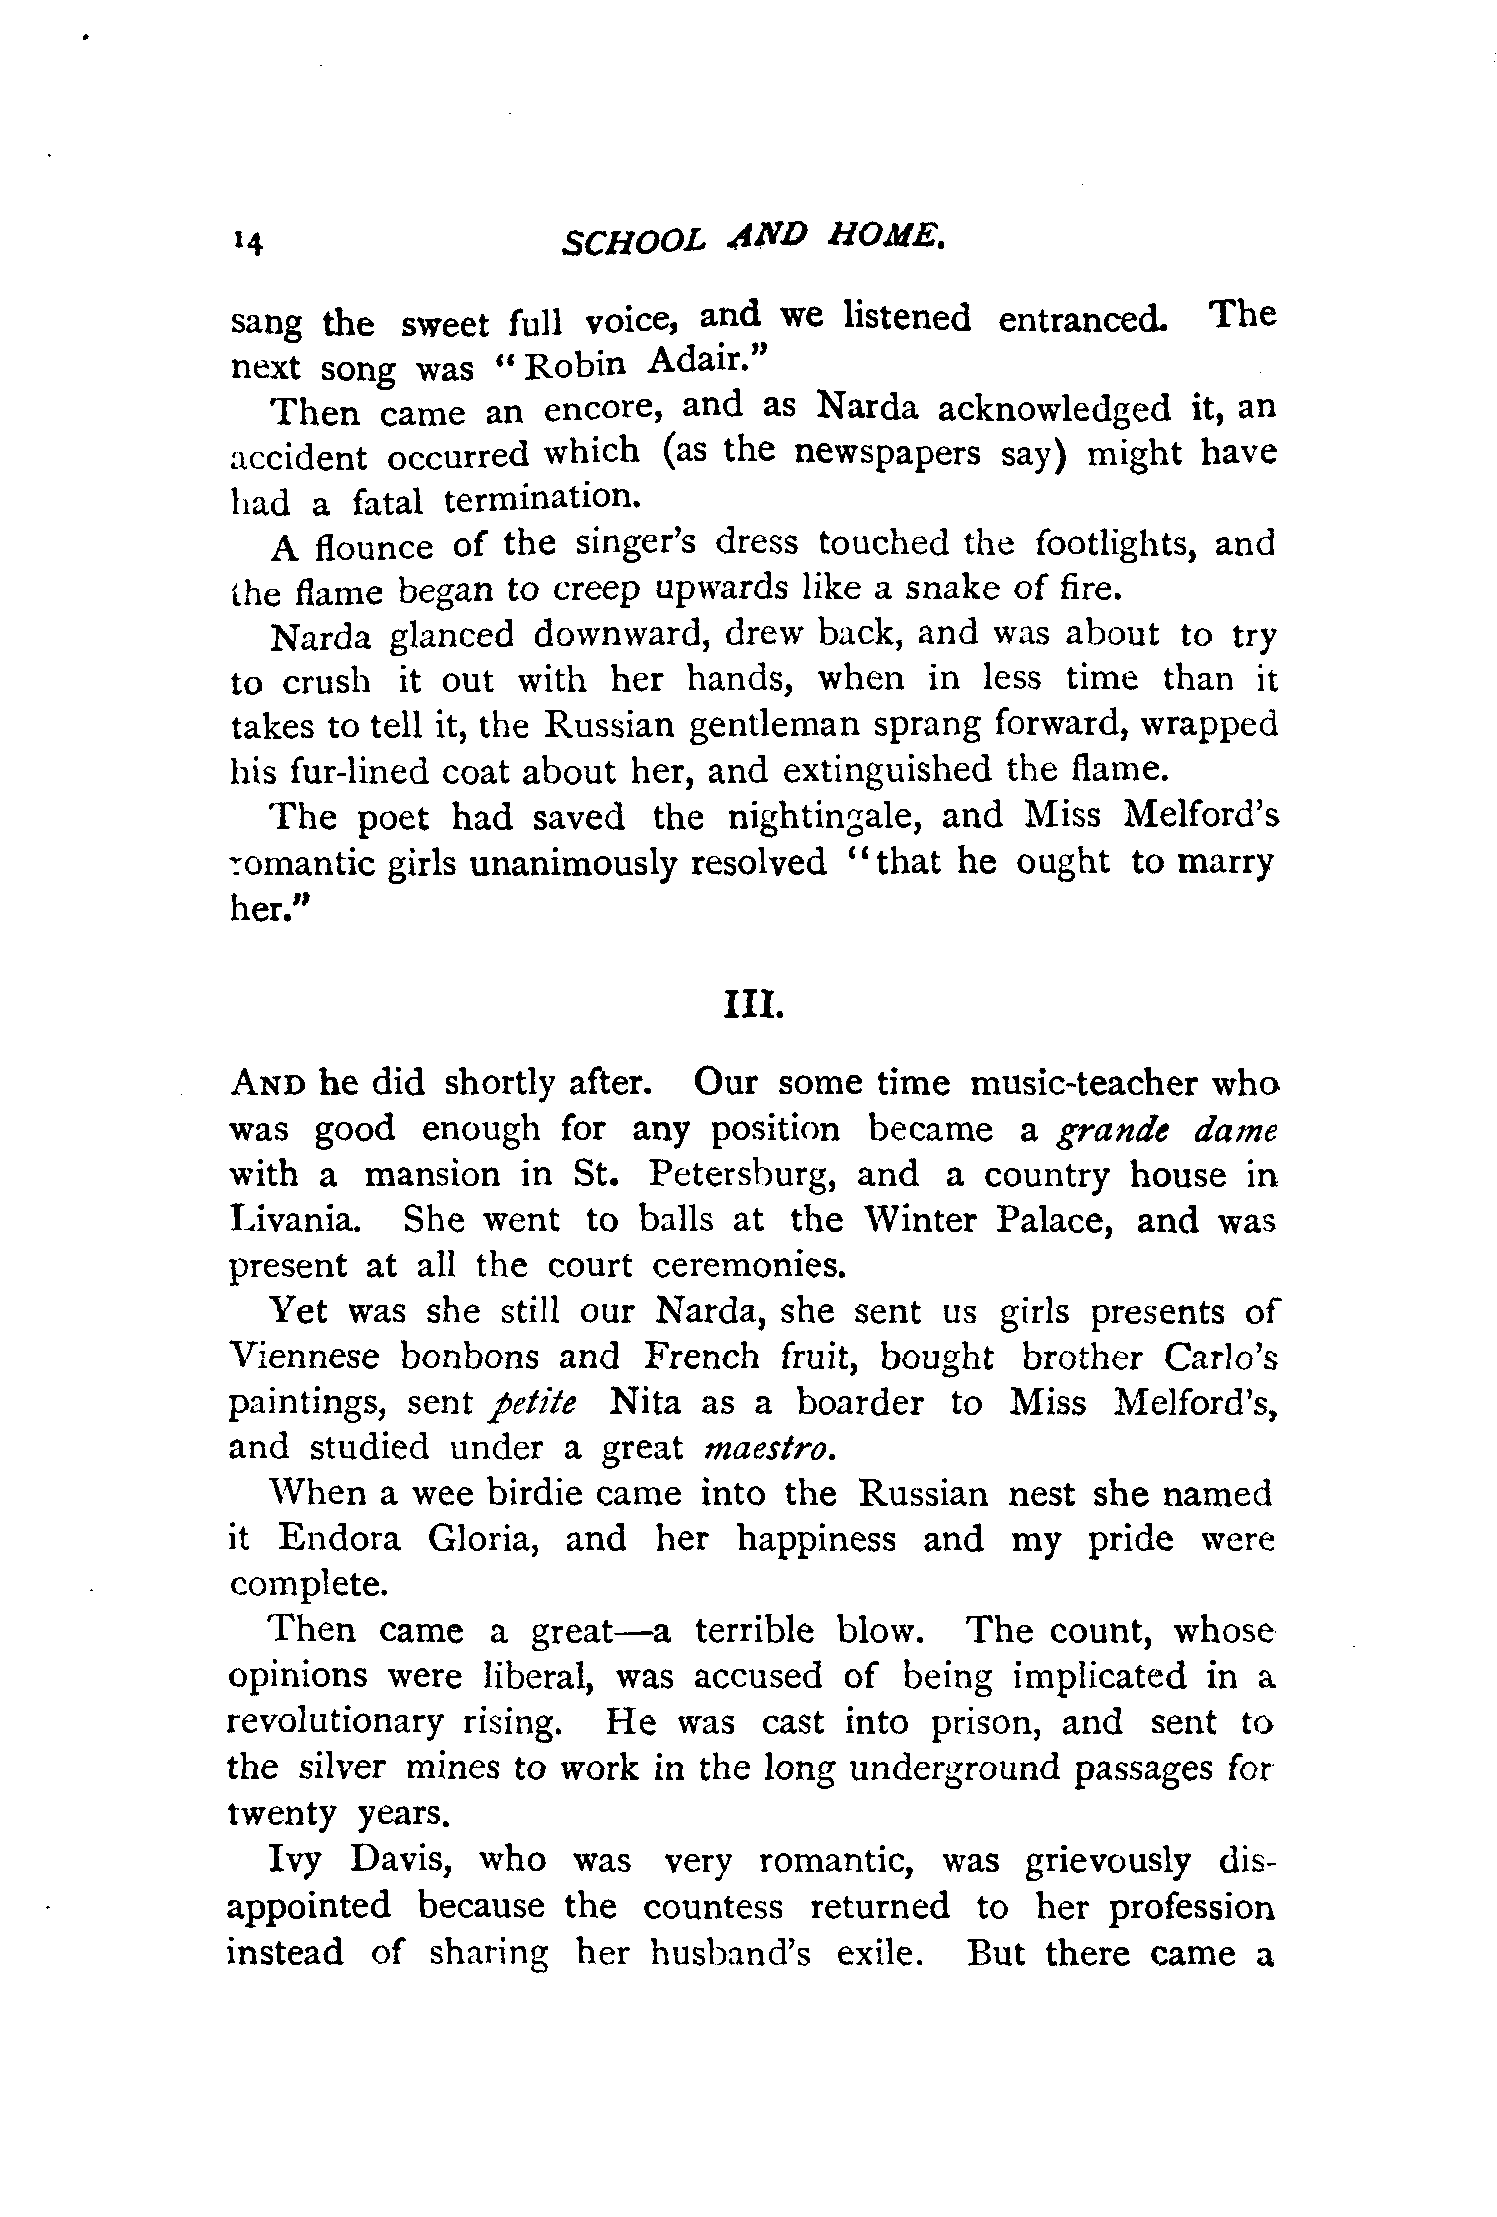 14 SCHOOL AND HOME.
sang the sweet full voice, and we listened entranced. The
next song was "Robin Adair."
Then came an encore, and as Narda acknowledged it, an
accident occurred which (as the newspapers say) might have
had a fatal termination.
A flounce of the singer's dress touched the footlights, and
the flame began to creep upwards like a snake of fire.
Narda glanced downward, drew back, and was about to try
to crush it out with her hands, when in less time than it
takes to tell it, the Russian gentleman sprang forward, wrapped
his fur-lined coat about her, and extinguished the flame.
The poet had saved the nightingale, and Miss Melford's
romantic girls unanimously resolved "that he ought to marry
her."
III.
AND he did shortly after. Our some time music-teacher who
was good enough for any position became a grande dame
with a mansion in St. Petersburg, and a country house in
Livania. She went to balls at the Winter Palace, and was
present at all the court ceremonies.
Yet was she still our Narda, she sent us girls presents of
Viennese bonbons and French fruit, bought brother Carlo's
paintings, sent petite Nita as a boarder to Miss Melford's,
and studied under a great maestro.
When a wee birdie came into the Russian nest she named
it Endora Gloria, and her happiness and my pride were
complete.
Then came a great—a terrible blow. The count, whose
opinions were liberal, was accused of being implicated in a
revolutionary rising. He was cast into prison, and sent to
the silver mines to work in the long underground passages for
twenty years.
Ivy Davis, who was very romantic, was grievously dis-
appointed because the countess returned to her profession
instead of sharing her husband's exile. But there came a